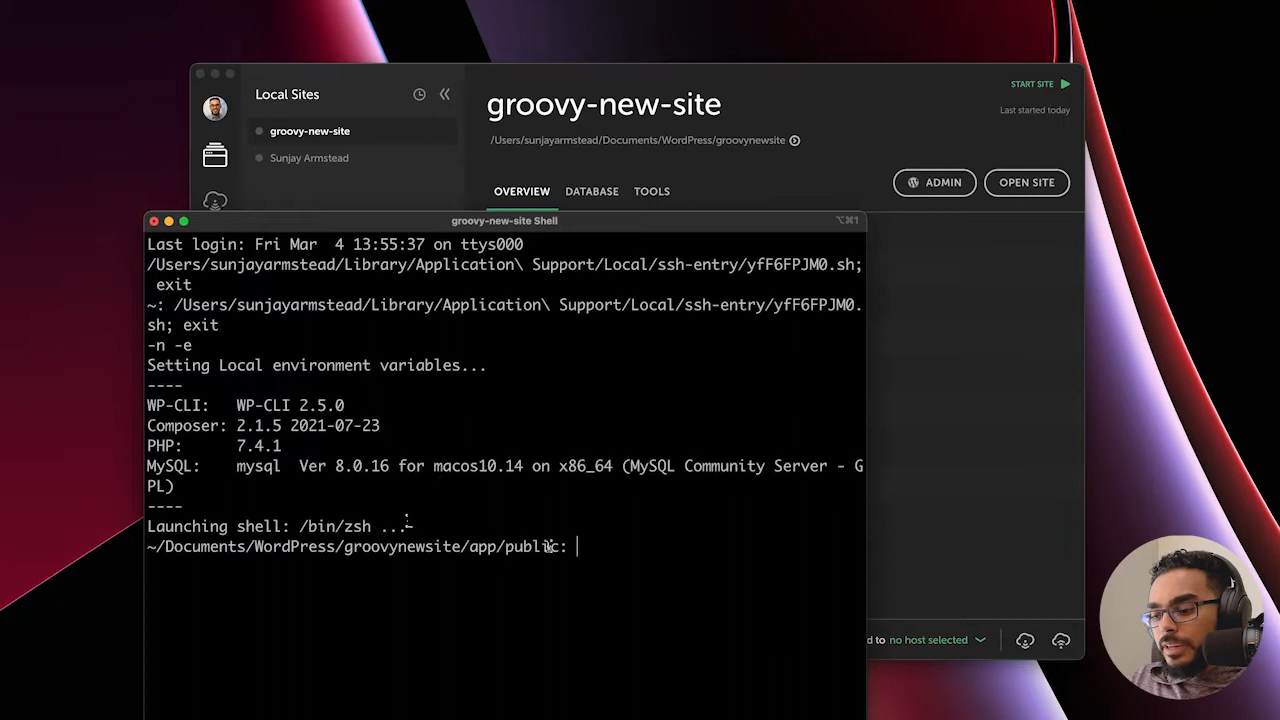 Local Sites
groovy-new-site
Sunjay Armstead
groovy-new-site
/Users/sunjayarmstead/Documents/WordPress/groovynewsite
START SITE
Last started today
OVERVIEW DATABASE TOOLS
ADMIN
OPEN SITE
groovy-new-site Shell
⌥⌘1
Last login: Fri Mar  4 13:55:37 on ttys000
/Users/sunjayarmstead/Library/Application\ Support/Local/ssh-entry/yfF6FPJM0.sh;
 exit
~: /Users/sunjayarmstead/Library/Application\ Support/Local/ssh-entry/yfF6FPJM0.
sh; exit
-n -e
Setting Local environment variables...
----
WP-CLI:   WP-CLI 2.5.0
Composer: 2.1.5 2021-07-23
PHP:      7.4.1
MySQL:    mysql  Ver 8.0.16 for macos10.14 on x86_64 (MySQL Community Server - G
PL)
----
Launching shell: /bin/zsh ...
~/Documents/WordPress/groovynewsite/app/public:
d to no host selected